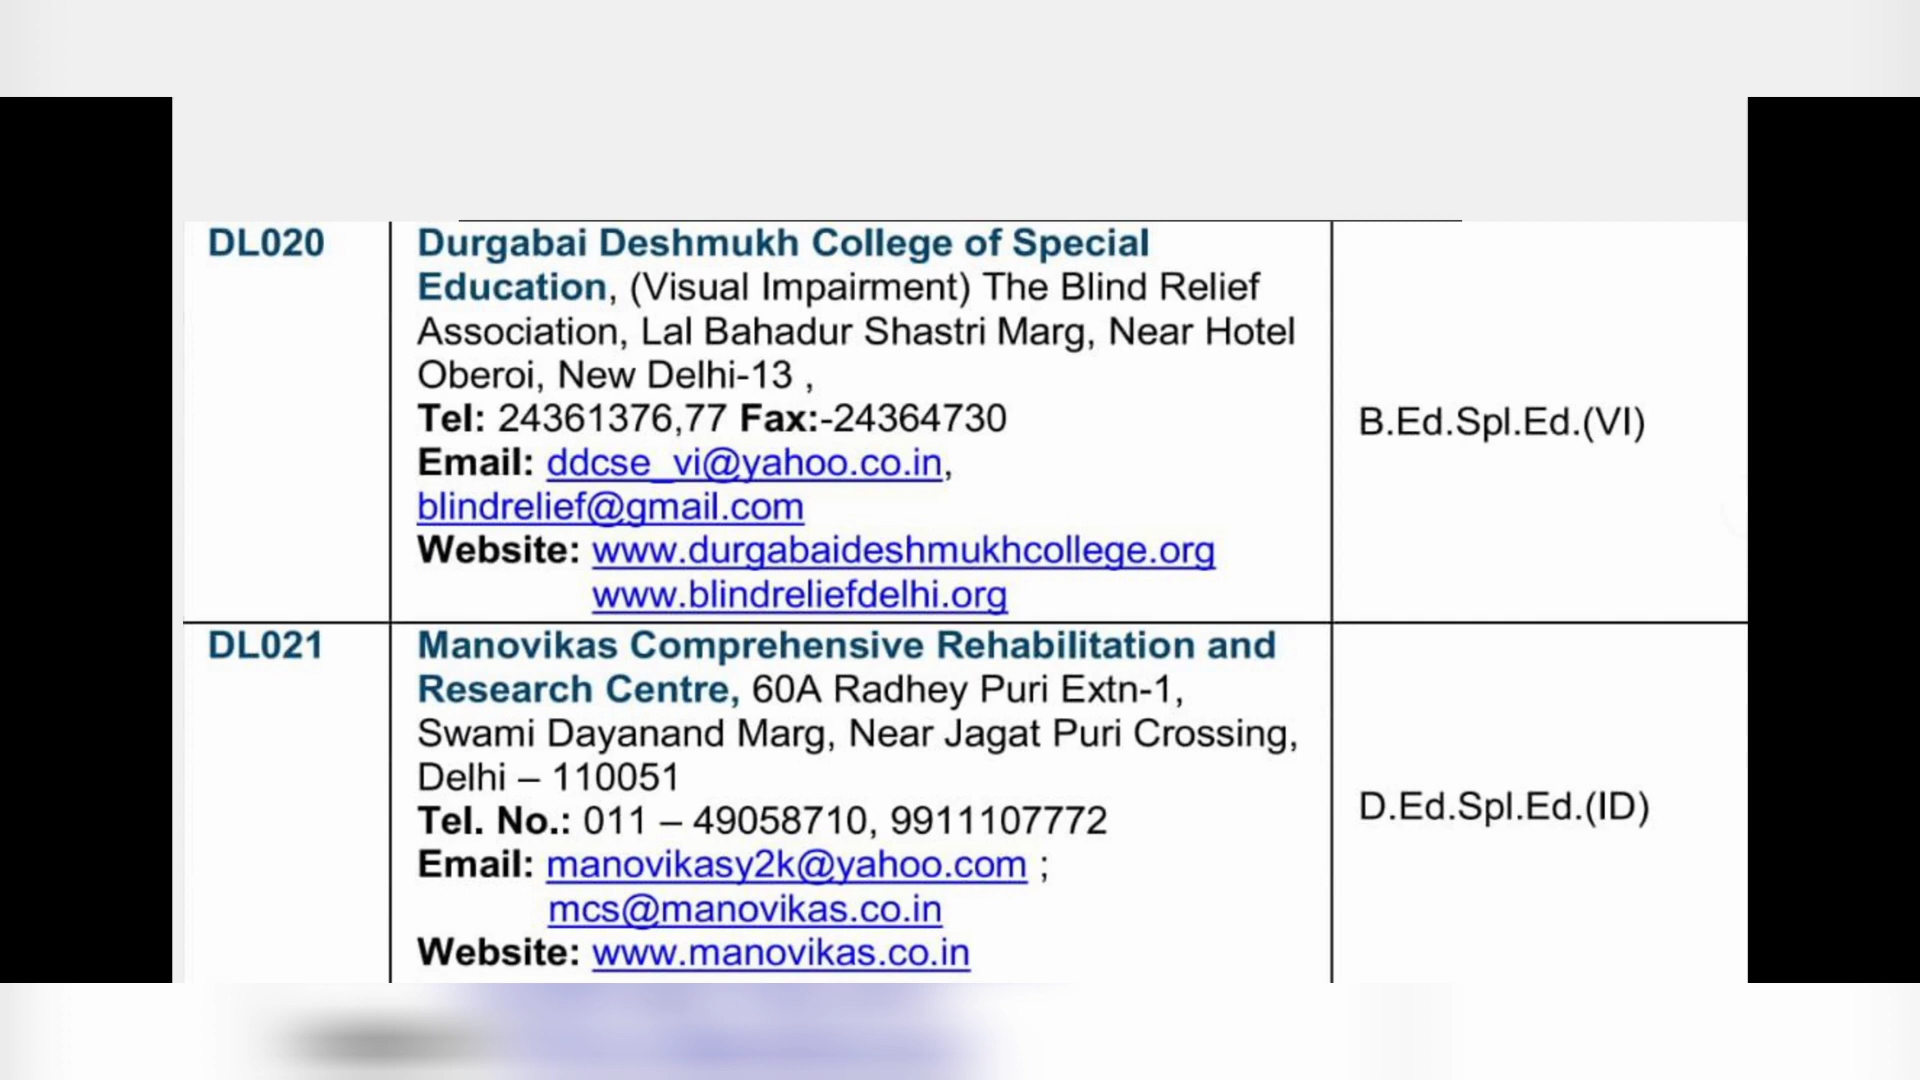 DL020
Durgabai Deshmukh College of Special
Education, (Visual Impairment) The Blind Relief
Association, Lal Bahadur Shastri Marg, Near Hotel
Oberoi, New Delhi-13 ,
Tel: 24361376,77 Fax:-24364730
Email: ddcse_vi@yahoo.co.in,
blindrelief@gmail.com
Website: www.durgabaideshmukhcollege.org
www.blindreliefdelhi.org
B.Ed.Spl.Ed.(VI)
DL021
Manovikas Comprehensive Rehabilitation and
Research Centre, 60A Radhey Puri Extn-1,
Swami Dayanand Marg, Near Jagat Puri Crossing,
Delhi – 110051
Tel. No.: 011 – 49058710, 9911107772
Email: manovikasy2k@yahoo.com ;
mcs@manovikas.co.in
Website: www.manovikas.co.in
D.Ed.Spl.Ed.(ID)